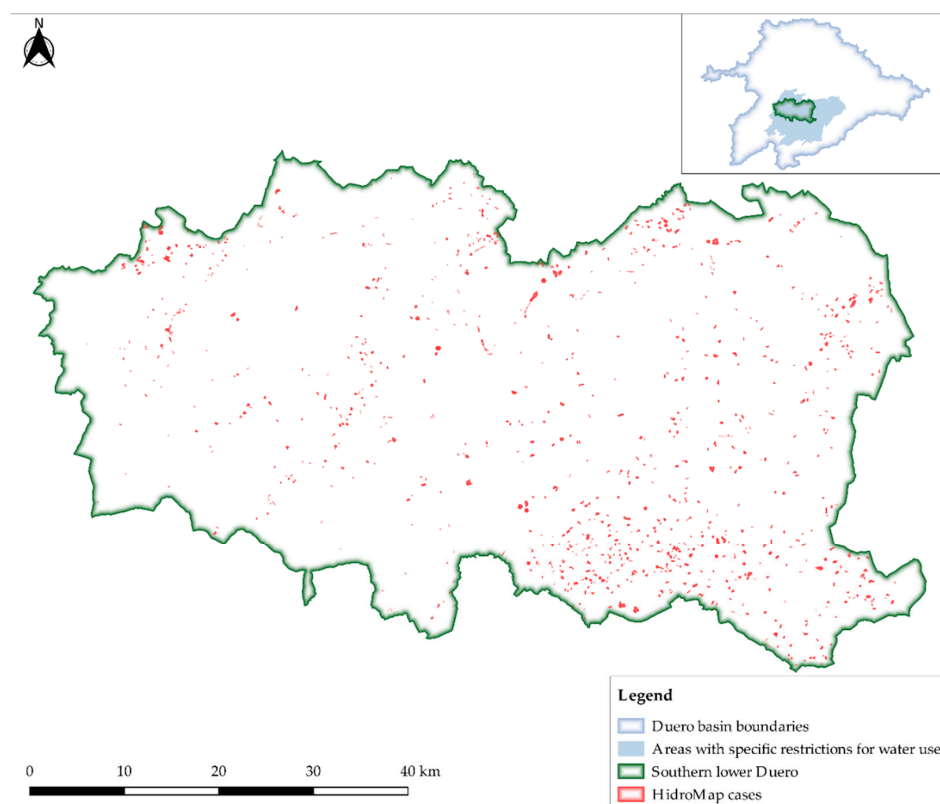 N
Legend
Duero basin boundaries
Areas with specific restrictions for water use
Southern lower Duero
HidroMap cases
0 10 20 30 40 km